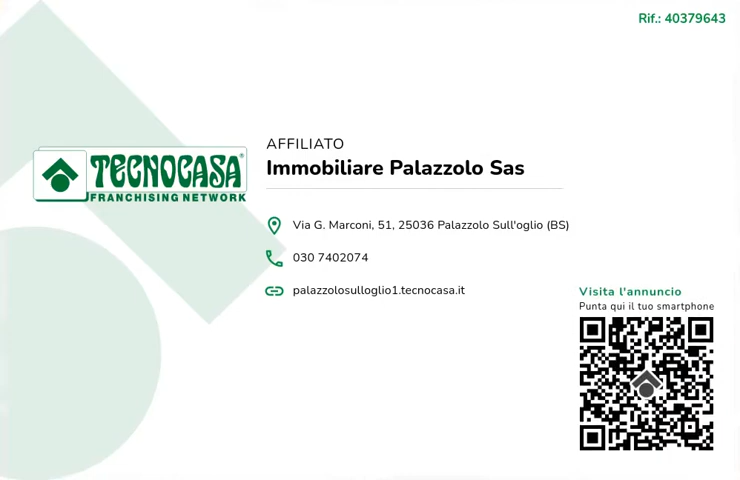 Rif.: 40379643
AFFILIATO
Immobiliare Palazzolo Sas
TECNOCASA®
FRANCHISING NETWORK
Via G. Marconi, 51, 25036 Palazzolo Sull'oglio (BS)
030 7402074
palazzolosulloglio1.tecnocasa.it
Visita l'annuncio
Punta qui il tuo smartphone